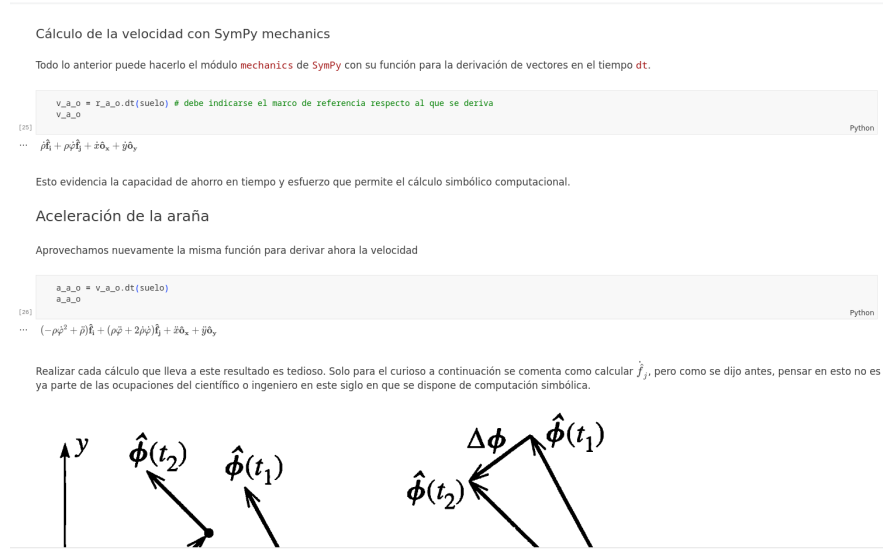 Cálculo de la velocidad con SymPy mechanics
Todo lo anterior puede hacerlo el módulo mechanics de SymPy con su función para la derivación de vectores en el tiempo dt.
v_a_o = r_a_o.dt(suelo) # debe indicarse el marco de referencia respecto al que se deriva
v_a_o
[25]
Python
... ρ̇f̂ᵢ + ρφ̇f̂ⱼ + ẋôₓ + ẏô_y
Esto evidencia la capacidad de ahorro en tiempo y esfuerzo que permite el cálculo simbólico computacional.
Aceleración de la araña
Aprovechamos nuevamente la misma función para derivar ahora la velocidad
a_a_o = v_a_o.dt(suelo)
a_a_o
[26]
Python
... (−ρφ̇² + ρ̈)f̂ᵢ + (ρφ̈ + 2ρ̇φ̇)f̂ⱼ + ẍôₓ + ÿô_y
Realizar cada cálculo que lleva a este resultado es tedioso. Solo para el curioso a continuación se comenta como calcular f̂̇ⱼ, pero como se dijo antes, pensar en esto no es
ya parte de las ocupaciones del científico o ingeniero en este siglo en que se dispone de computación simbólica.
y
ϕ̂(t₂)
ϕ̂(t₁)
Δϕ
ϕ̂(t₁)
ϕ̂(t₂)